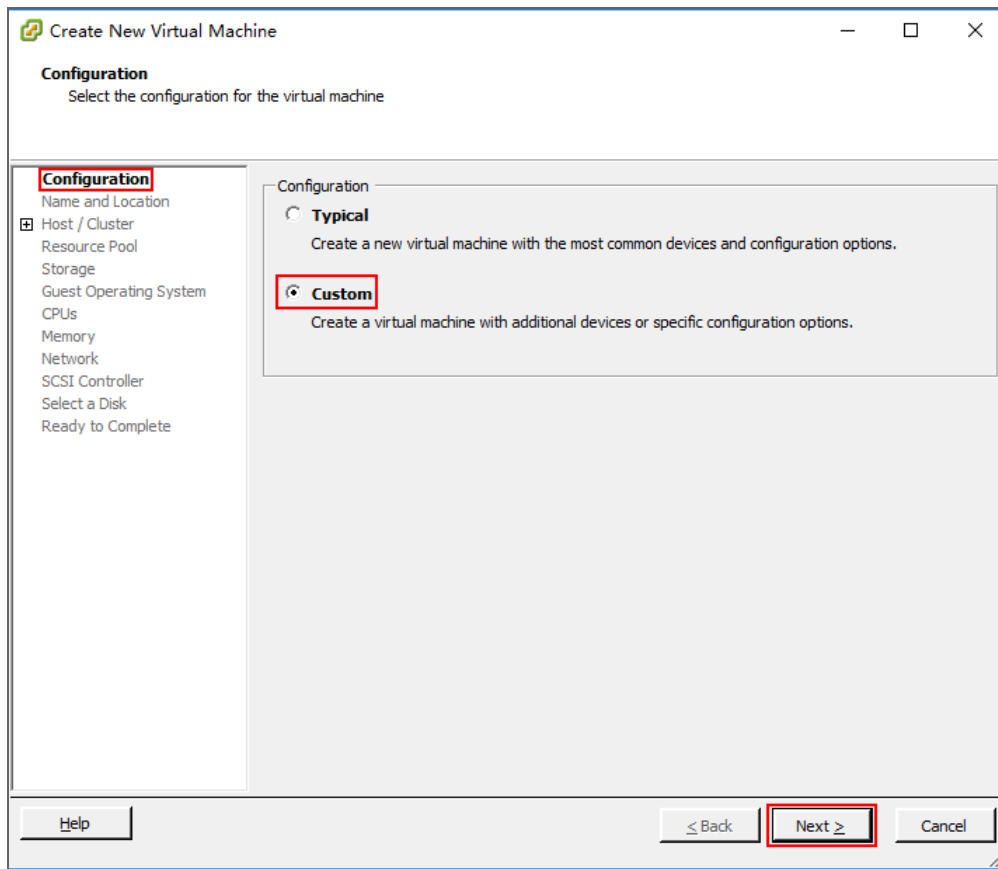 Create New Virtual Machine
Configuration
Select the configuration for the virtual machine
Configuration
Name and Location
Host / Cluster
Resource Pool
Storage
Guest Operating System
CPUs
Memory
Network
SCSI Controller
Select a Disk
Ready to Complete
Configuration
Typical
Create a new virtual machine with the most common devices and configuration options.
Custom
Create a virtual machine with additional devices or specific configuration options.
Help
< Back
Next >
Cancel